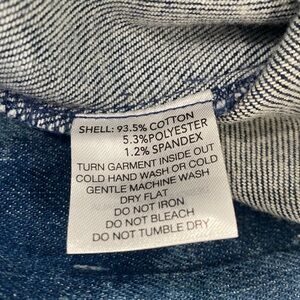 SHELL: 93.5% COTTON
5.3% POLYESTER
1.2% SPANDEX
TURN GARMENT INSIDE OUT
COLD HAND WASH OR COLD
GENTLE MACHINE WASH
DRY FLAT
DO NOT IRON
DO NOT BLEACH
DO NOT TUMBLE DRY